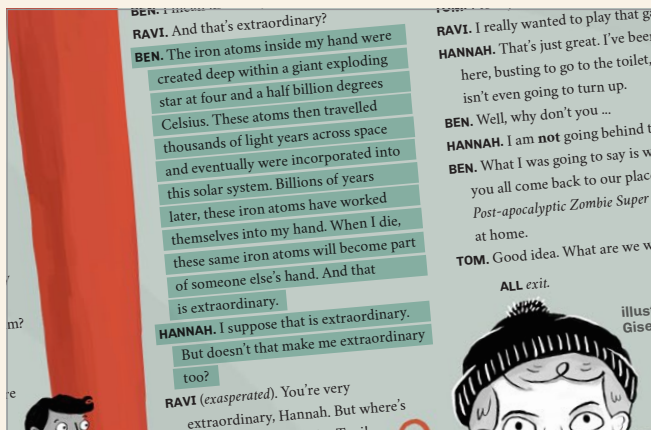 BEN. I mean
RAVI. And that's extraordinary?
BEN. The iron atoms inside my hand were
created deep within a giant exploding
star at four and a half billion degrees
Celsius. These atoms then travelled
thousands of light years across space
and eventually were incorporated into
this solar system. Billions of years
later, these iron atoms have worked
themselves into my hand. When I die,
these same iron atoms will become part
of someone else's hand. And that
is extraordinary.
HANNAH. I suppose that is extraordinary.
But doesn't that make me extraordinary
too?
RAVI (exasperated). You're very
extraordinary, Hannah. But where's
RAVI. I really wanted to play that
HANNAH. That's just great. I've
here, busting to go to the toilet,
isn't even going to turn up.
BEN. Well, why don't you ...
HANNAH. I am not going behind
BEN. What I was going to say is
you all come back to our
Post-apocalyptic Zombie Super
at home.
TOM. Good idea. What are we
ALL exit.